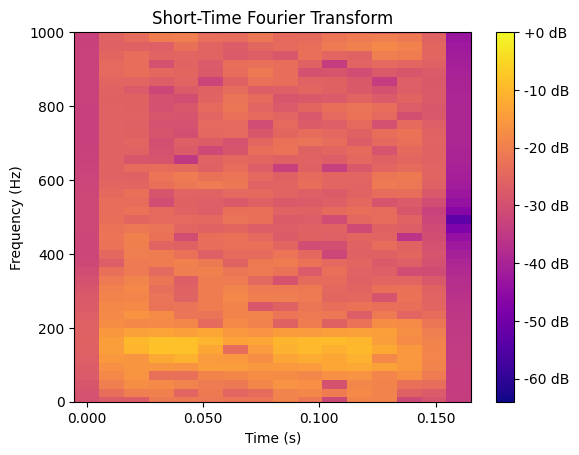 Short-Time Fourier Transform
1000
800
600
400
200
0
Frequency (Hz)
0.000
0.050
0.100
0.150
Time (s)
+0 dB
-10 dB
-20 dB
-30 dB
-40 dB
-50 dB
-60 dB